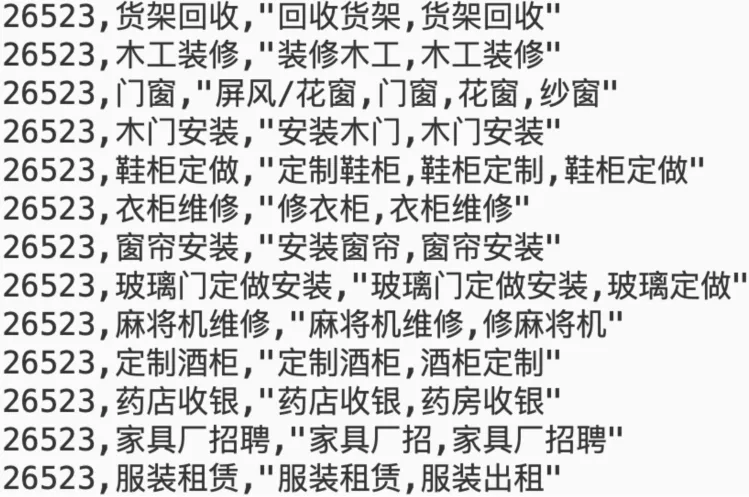 26523,货架回收,"回收货架,货架回收"
26523,木工装修,"装修木工,木工装修"
26523,门窗,"屏风/花窗,门窗,花窗,纱窗"
26523,木门安装,"安装木门,木门安装"
26523,鞋柜定做,"定制鞋柜,鞋柜定制,鞋柜定做"
26523,衣柜维修,"修衣柜,衣柜维修"
26523,窗帘安装,"安装窗帘,窗帘安装"
26523,玻璃门定做安装,"玻璃门定做安装,玻璃定做"
26523,麻将机维修,"麻将机维修,修麻将机"
26523,定制酒柜,"定制酒柜,酒柜定制"
26523,药店收银,"药店收银,药房收银"
26523,家具厂招聘,"家具厂招,家具厂招聘"
26523,服装租赁,"服装租赁,服装出租"